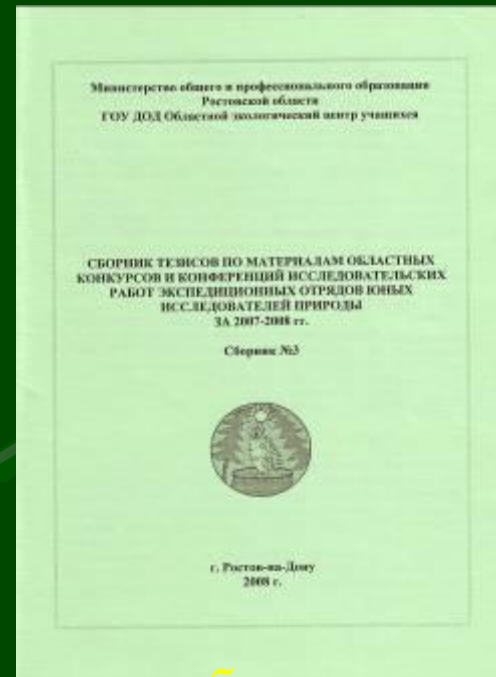 Министерство общего и профессионального образования
Ростовской области
ГОУ ДОД Областной экологический центр учащихся
СБОРНИК ТЕЗИСОВ ПО МАТЕРИАЛАМ ОБЛАСТНЫХ
КОНКУРСОВ И КОНФЕРЕНЦИЙ ИССЛЕДОВАТЕЛЬСКИХ
РАБОТ ЭКСПЕДИЦИОННЫХ ОТРЯДОВ ЮНЫХ
ИССЛЕДОВАТЕЛЕЙ ПРИРОДЫ
ЗА 2007-2008 гг.
Сборник №3
г. Ростов-на-Дону
2008 г.